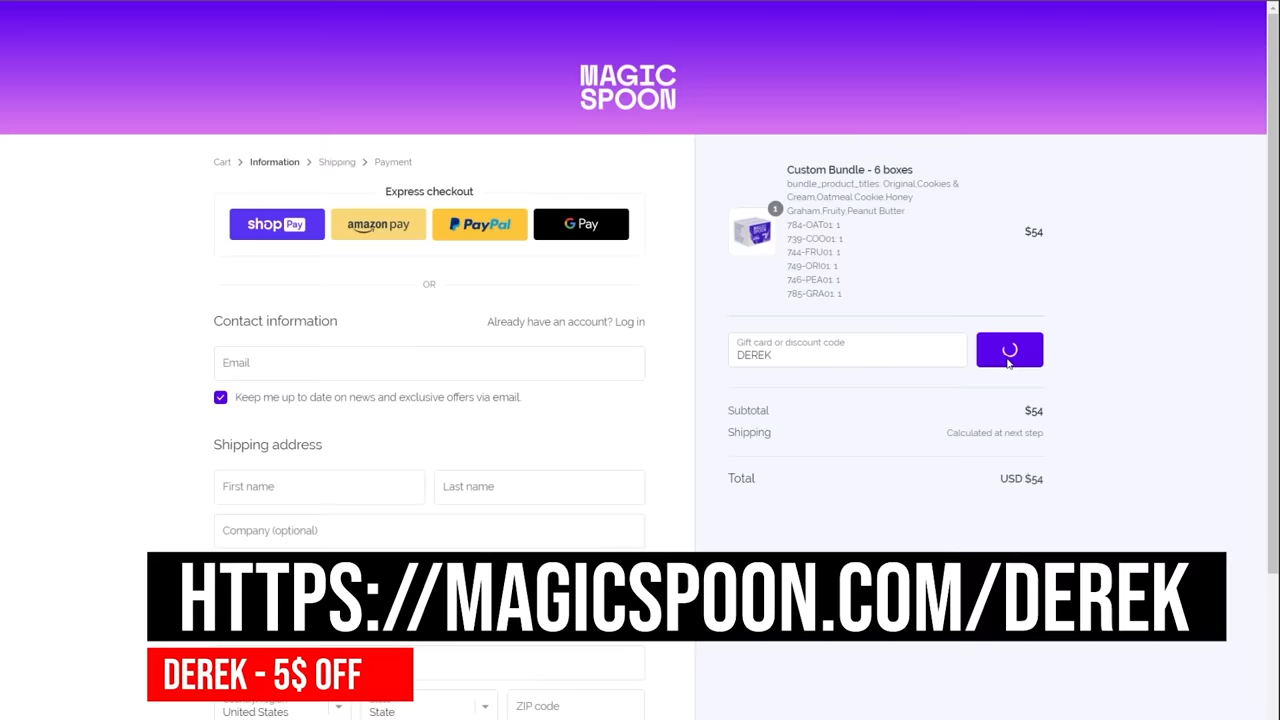 MAGIC
SPOON
Cart > Information > Shipping > Payment
Express checkout
shop Pay
amazon pay
PayPal
G Pay
OR
Contact information
Already have an account? Log in
Email
Keep me up to date on news and exclusive offers via email.
Shipping address
First name
Last name
Company (optional)
United States
State
ZIP code
Custom Bundle - 6 boxes
bundle_product_titles: Original,Cookies &
Cream,Oatmeal Cookie,Honey
Graham,Fruity,Peanut Butter
784-OAT01: 1
739-COO01: 1
744-FRU01: 1
749-ORI01: 1
746-PEA01: 1
785-GRA01: 1
1
$54
Gift card or discount code
DEREK
Subtotal
$54
Shipping
Calculated at next step
Total
USD $54
HTTPS://MAGICSPOON.COM/DEREK
DEREK - 5$ OFF